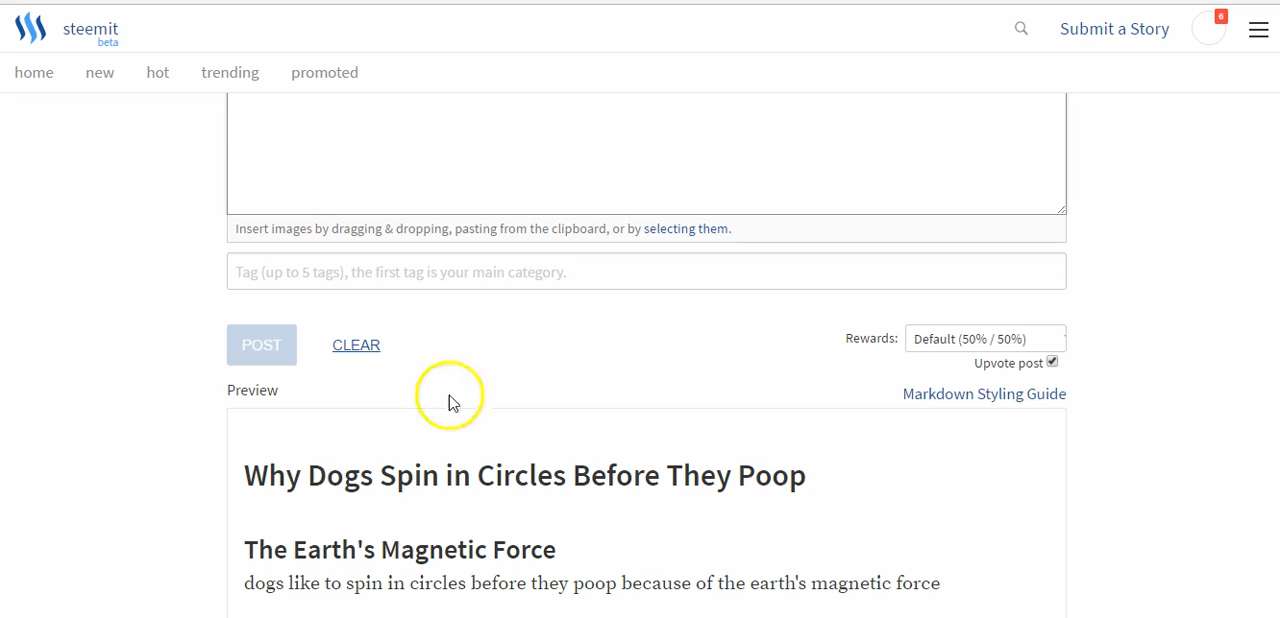 steemit
beta
Submit a Story
6
home new hot trending promoted
Insert images by dragging & dropping, pasting from the clipboard, or by selecting them.
Tag (up to 5 tags), the first tag is your main category.
POST CLEAR Rewards: Default (50% / 50%)
Upvote post
Preview Markdown Styling Guide
Why Dogs Spin in Circles Before They Poop
The Earth's Magnetic Force
dogs like to spin in circles before they poop because of the earth's magnetic force